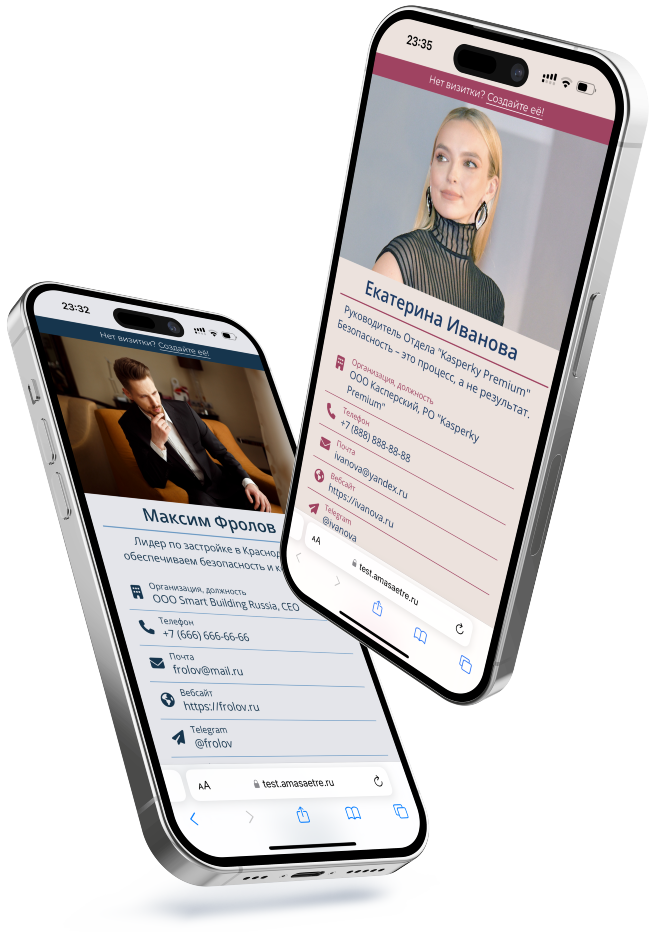 23:35
Нет визитки? Создайте её!
Екатерина Иванова
Руководитель Отдела "Kasperky Premium"
Безопасность – это процесс, а не результат.
Организация, должность
ООО Касперский, РО "Kasperky
Premium"
Телефон
+7 (888) 888-88-88
Почта
ivanova@yandex.ru
Вебсайт
https://ivanova.ru
Telegram
@ivanova
AA
test.amasaetre.ru
23:32
Нет визитки? Создайте её!
Максим Фролов
Лидер по застройке в Краснод
обеспечиваем безопасность и
Организация, должность
ООО Smart Building Russia, CEO
Телефон
+7 (666) 666-66-66
Почта
frolov@mail.ru
Вебсайт
https://frolov.ru
Telegram
@frolov
AA
test.amasaetre.ru